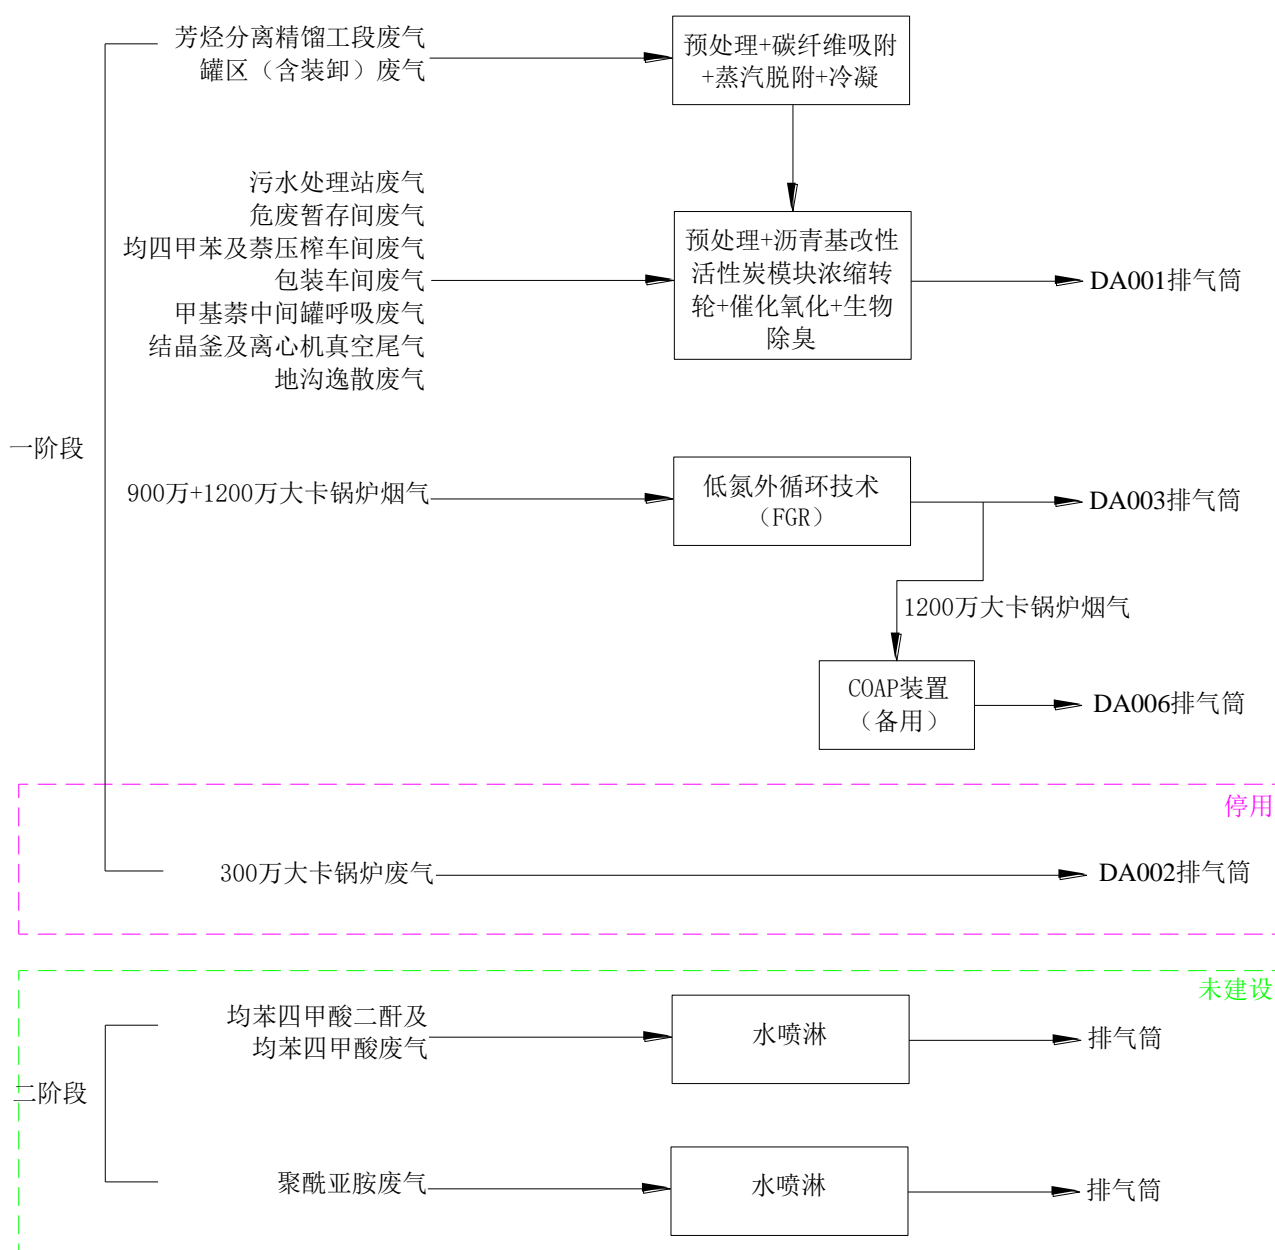 芳烃分离精馏工段废气
罐区（含装卸）废气
预处理+碳纤维吸附
+蒸汽脱附+冷凝
污水处理站废气
危废暂存间废气
均四甲苯及萘压榨车间废气
包装车间废气
甲基萘中间罐呼吸废气
结晶釜及离心机真空尾气
地沟逸散废气
预处理+沥青基改性
活性炭模块浓缩转
轮+催化氧化+生物
除臭
DA001排气筒
一阶段
900万+1200万大卡锅炉烟气
低氮外循环技术
（FGR）
DA003排气筒
1200万大卡锅炉烟气
COAP装置
（备用）
DA006排气筒
停用
300万大卡锅炉废气
DA002排气筒
未建设
二阶段
均苯四甲酸二酐及
均苯四甲酸废气
水喷淋
排气筒
聚酰亚胺废气
水喷淋
排气筒